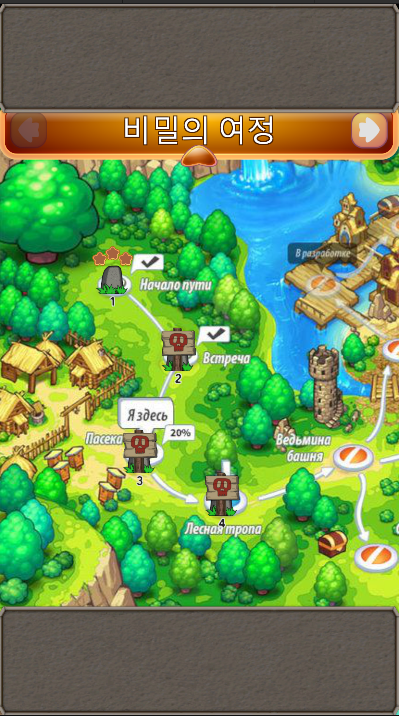 비밀의 여정
В разработке
Начало пути
1
Встреча
2
Я здесь
20%
Пасека
3
Ведьмина
башня
4
Лесная тропа